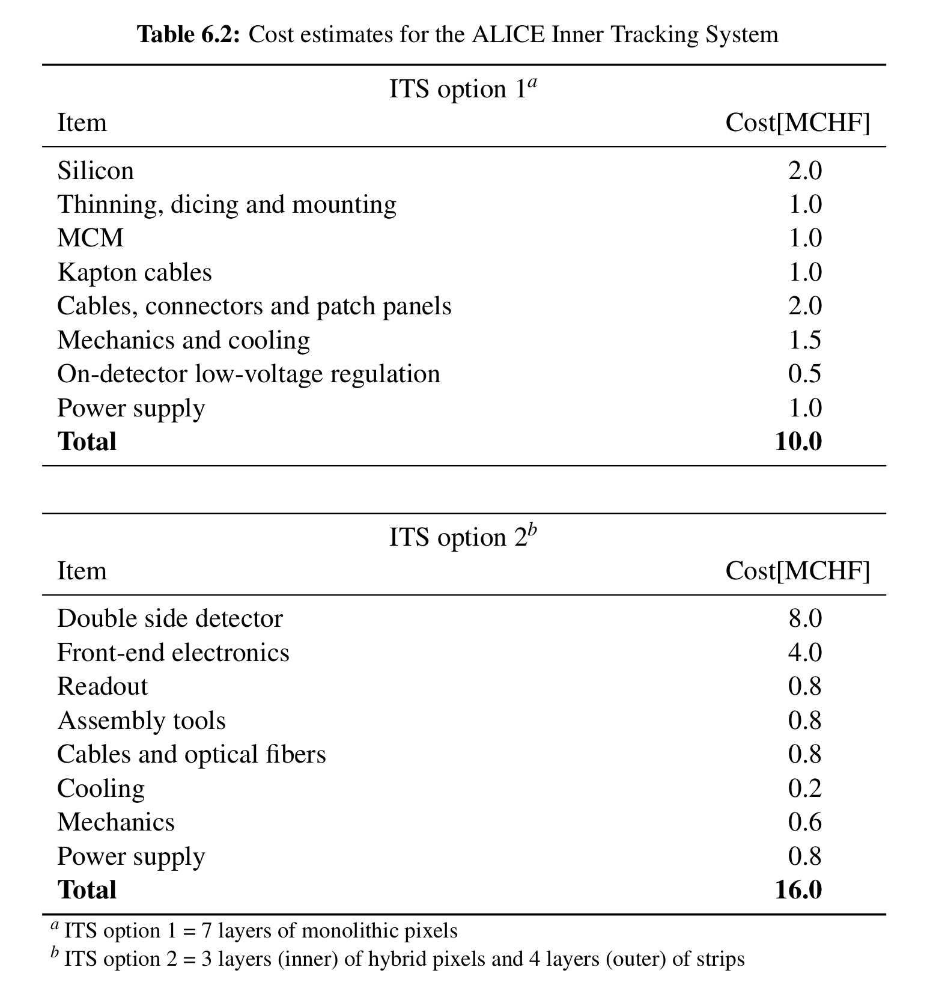 Table 6.2: Cost estimates for the ALICE Inner Tracking System
ITS option 1a
Item Cost[MCHF]
Silicon 2.0
Thinning, dicing and mounting 1.0
MCM 1.0
Kapton cables 1.0
Cables, connectors and patch panels 2.0
Mechanics and cooling 1.5
On-detector low-voltage regulation 0.5
Power supply 1.0
Total 10.0
ITS option 2b
Item Cost[MCHF]
Double side detector 8.0
Front-end electronics 4.0
Readout 0.8
Assembly tools 0.8
Cables and optical fibers 0.8
Cooling 0.2
Mechanics 0.6
Power supply 0.8
Total 16.0
a ITS option 1 = 7 layers of monolithic pixels
b ITS option 2 = 3 layers (inner) of hybrid pixels and 4 layers (outer) of strips